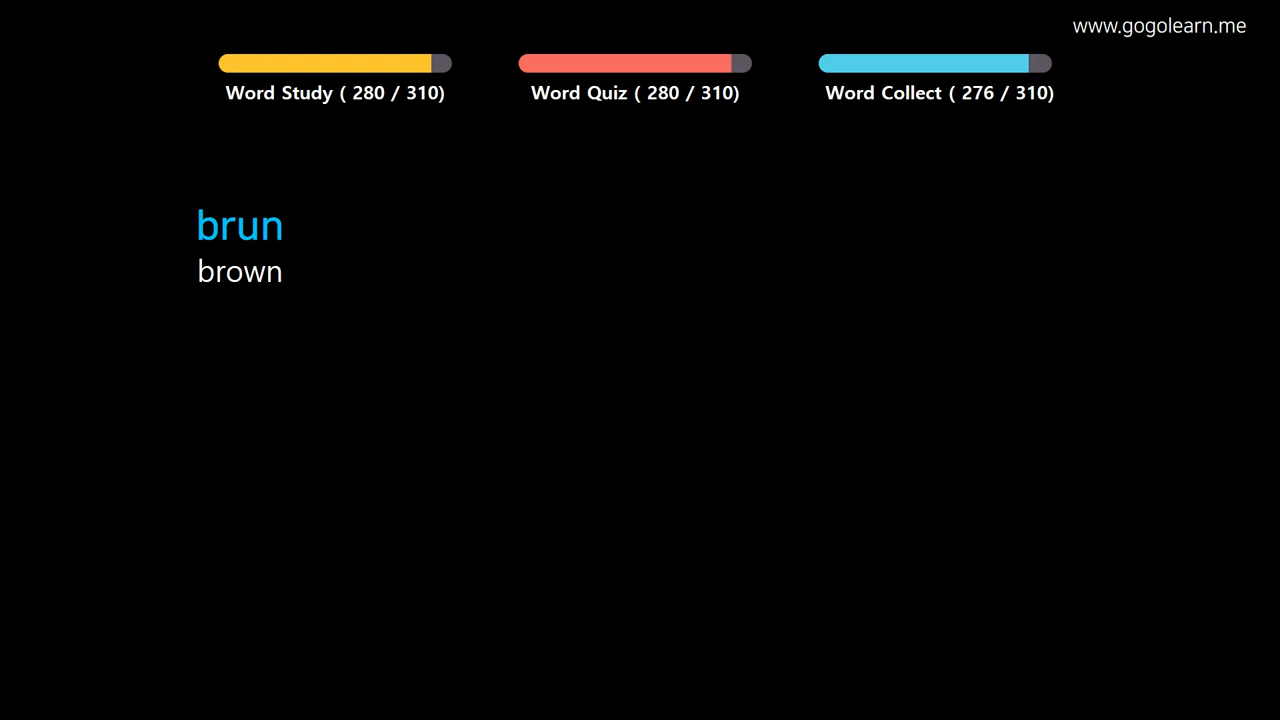 www.gogolearn.me
Word Study ( 280 / 310)
Word Quiz ( 280 / 310)
Word Collect ( 276 / 310)
brun
brown